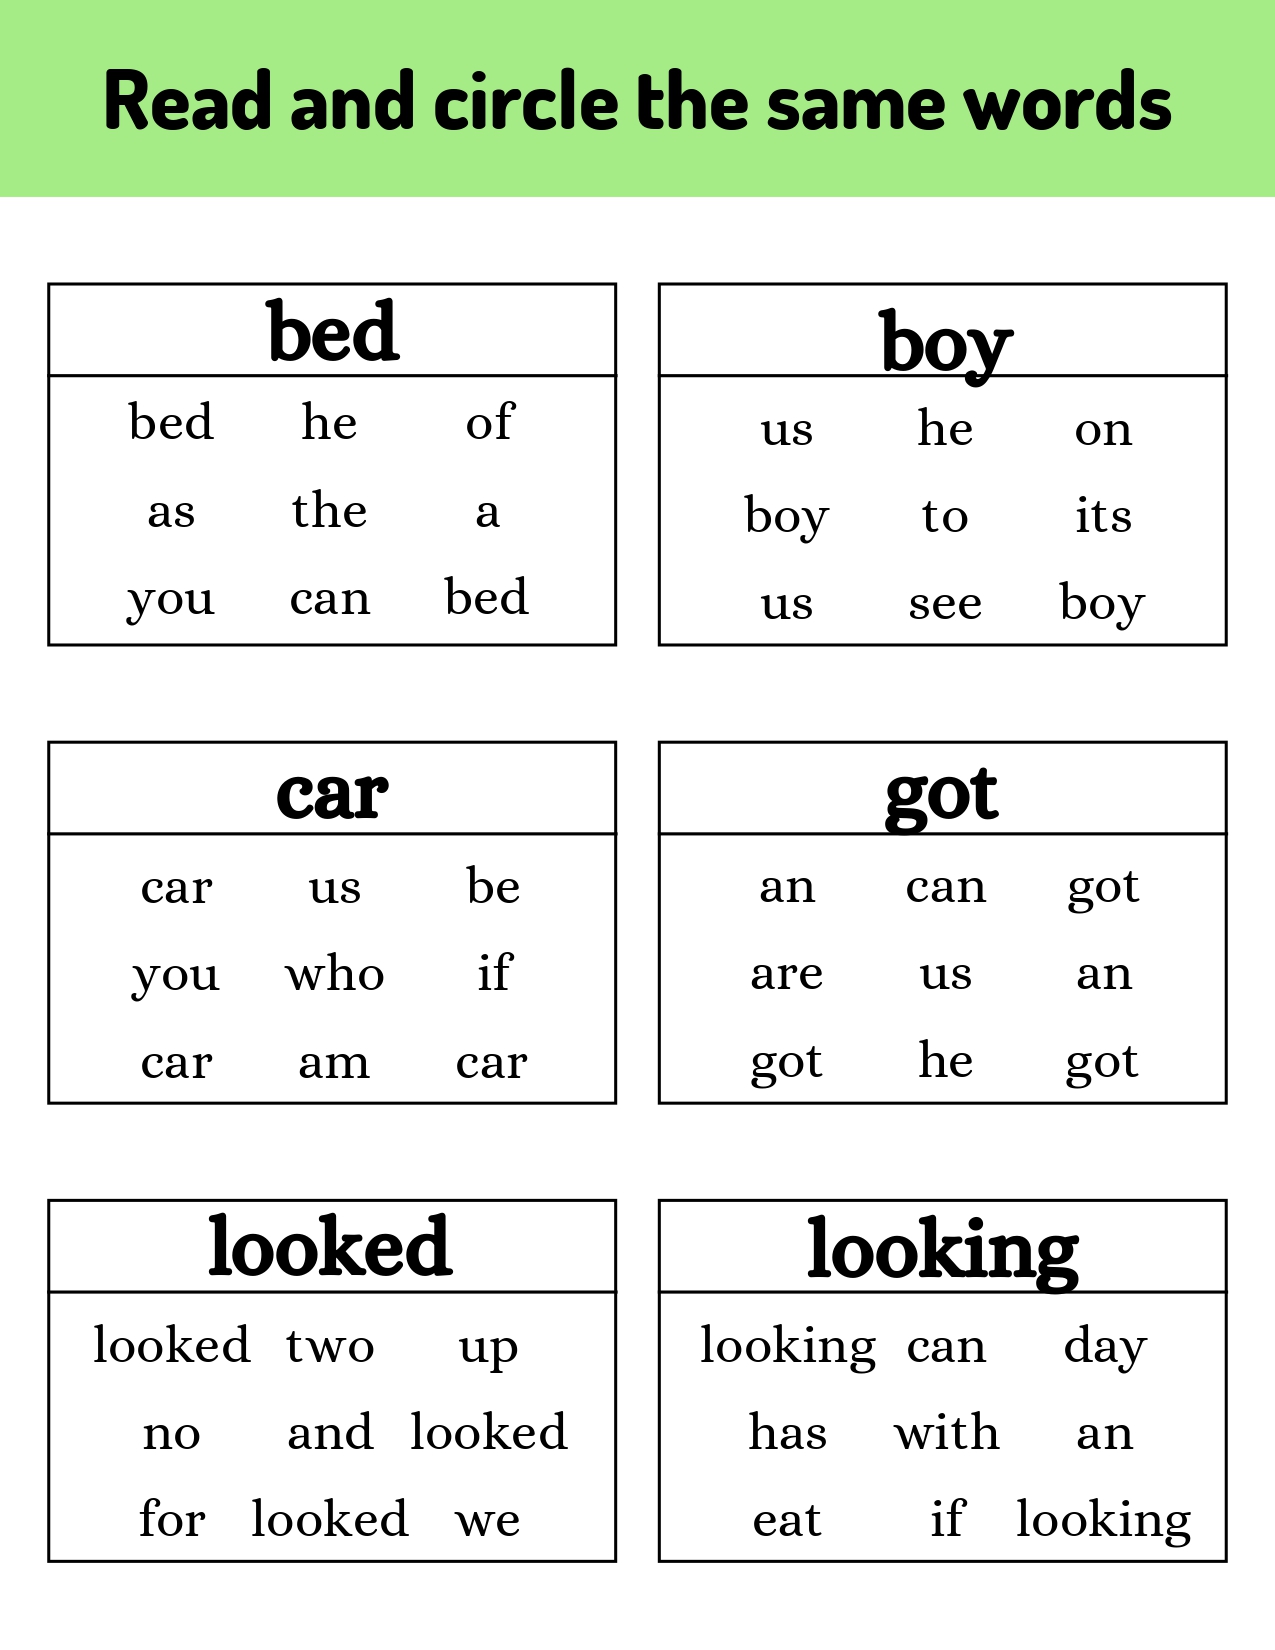 Read and circle the same words
bed
bed he of
as the a
you can bed
boy
us he on
boy to its
us see boy
car
car us be
you who if
car am car
got
an can got
are us an
got he got
looked
looked two up
no and looked
for looked we
looking
looking can day
has with an
eat if looking